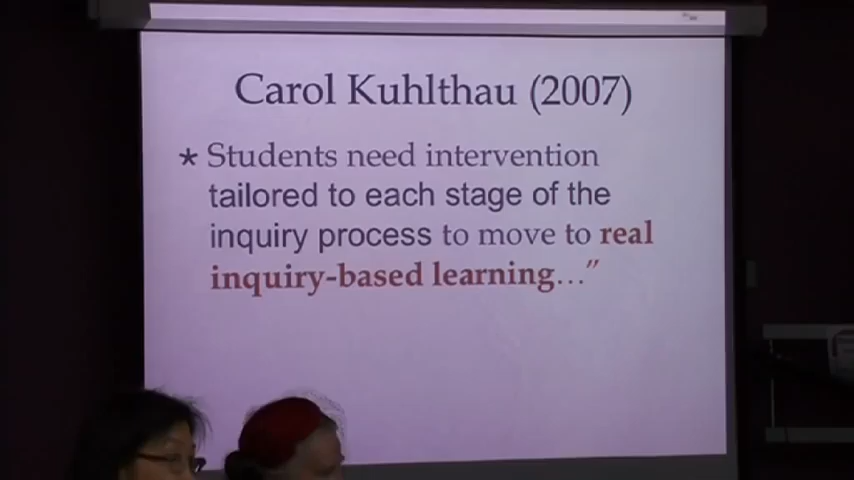 Carol Kuhlthau (2007)
* Students need intervention
tailored to each stage of the
inquiry process to move to real
inquiry-based learning…”